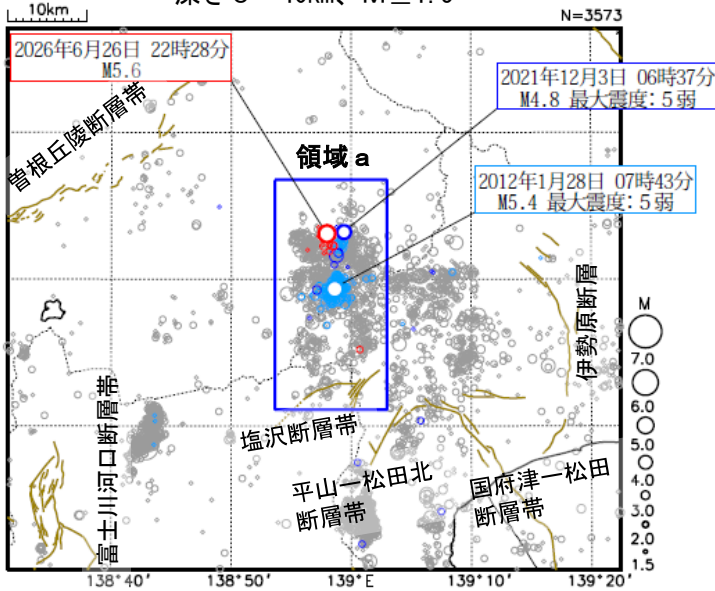 10km
N=3573
2026年6月26日 22時28分
M5.6
2021年12月3日 06時37分
M4.8 最大震度:5弱
曽根丘陵断層帯
領域a
2012年1月28日 07時43分
M5.4 最大震度:5弱
伊勢原断層
M
7.0
6.0
5.0
4.0
3.0
2.0
1.5
富士川河口断層帯
塩沢断層帯
平山ー松田北
断層帯
国府津ー松田
断層帯
138°40'
138°50'
139°E
139°10'
139°20'